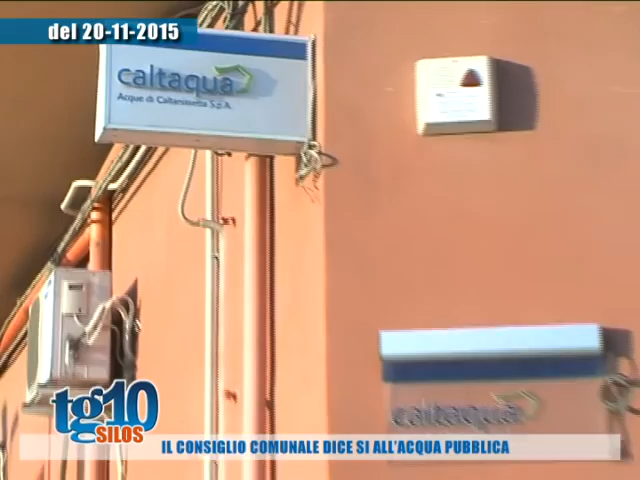 del 20-11-2015
caltaqua
Acque di Caltanissetta S.p.A.
caltaqua
tg10
SILOS
IL CONSIGLIO COMUNALE DICE SI ALL'ACQUA PUBBLICA